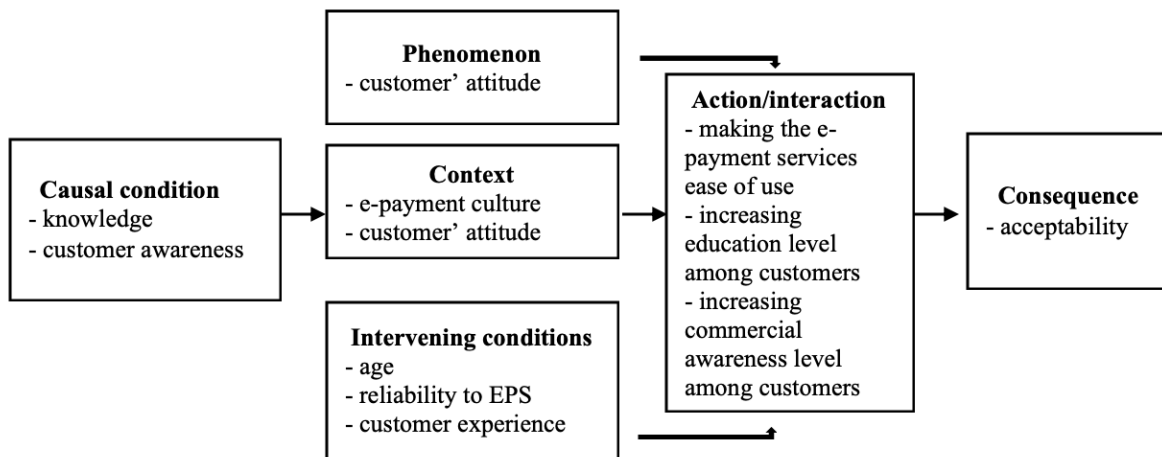 Causal condition
- knowledge
- customer awareness
Phenomenon
- customer’ attitude
Context
- e-payment culture
- customer’ attitude
Intervening conditions
- age
- reliability to EPS
- customer experience
Action/interaction
- making the e-
payment services
ease of use
- increasing
education level
among customers
- increasing
commercial
awareness level
among customers
Consequence
- acceptability